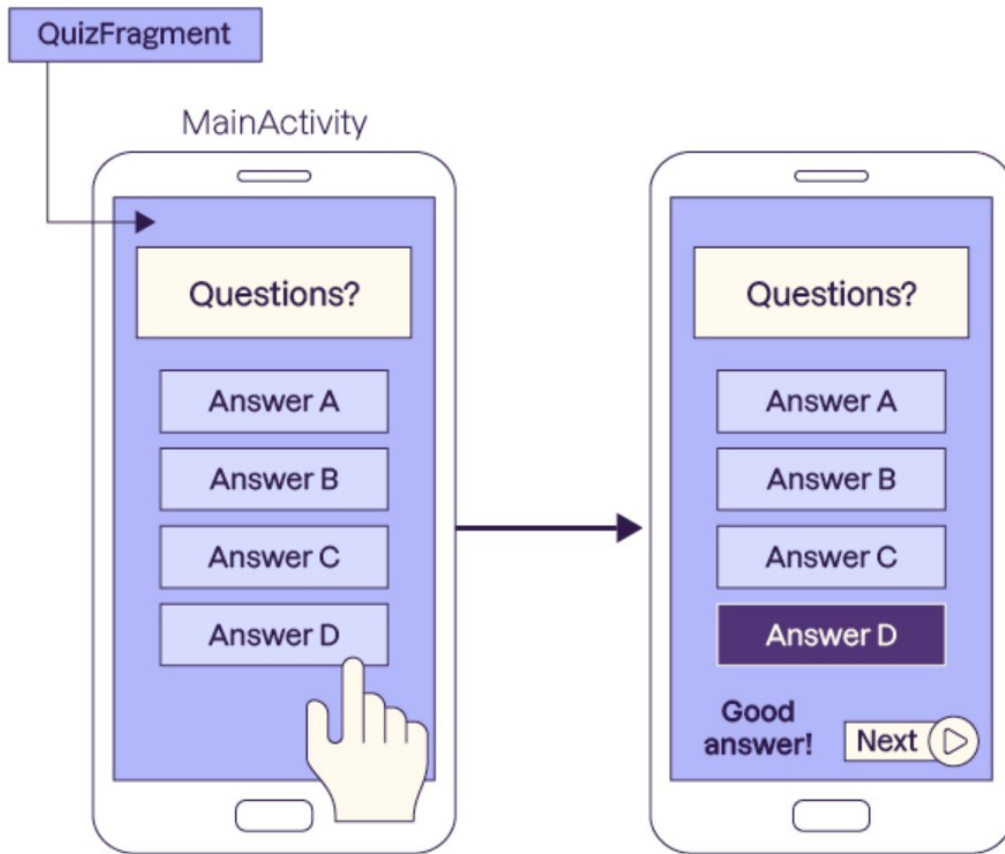 QuizFragment
MainActivity
Questions?
Answer A
Answer B
Answer C
Answer D
Questions?
Answer A
Answer B
Answer C
Answer D
Good
answer!
Next